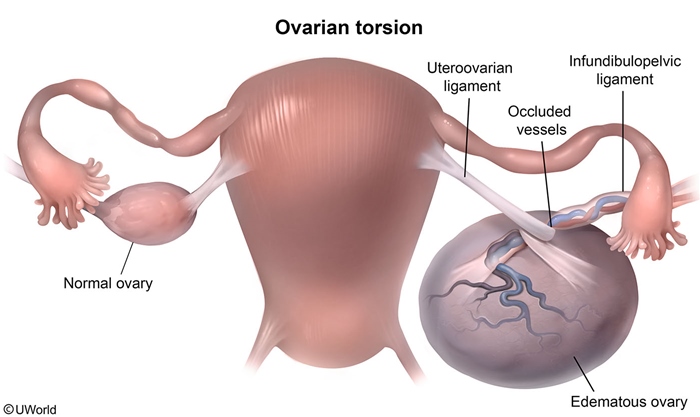 Ovarian torsion
Uteroovarian
ligament
Infundibulopelvic
ligament
Occluded
vessels
Normal ovary
Edematous ovary
©UWorld